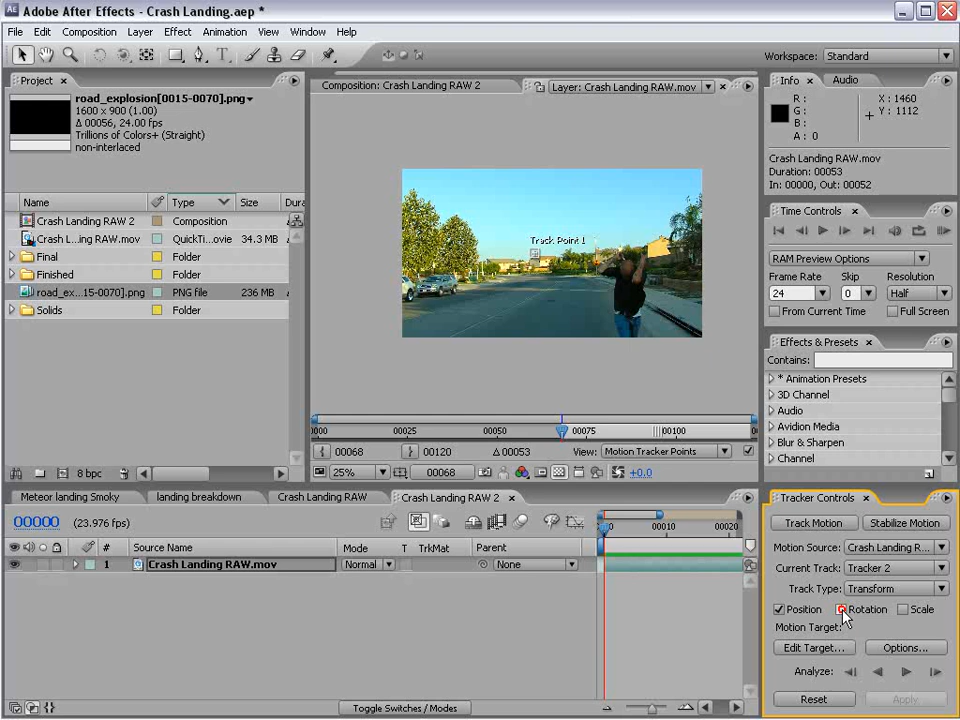 Adobe After Effects - Crash Landing.aep *
File Edit Composition Layer Effect Animation View Window Help
Workspace: Standard
Project
road_explosion[0015-0070].png
1600 x 900 (1.00)
Δ 00056, 24.00 fps
Trillions of Colors+ (Straight)
non-interlaced
Name Type Size Dura
Crash Landing RAW 2 Composition
Crash L...ing RAW.mov QuickTi...ovie 34.3 MB
Final Folder
Finished Folder
road_ex...15-0070].png PNG file 236 MB
Solids Folder
8 bpc
Composition: Crash Landing RAW 2
Layer: Crash Landing RAW.mov
Track Point 1
0000 00025 00050 00075 00100
00068 00120 Δ 00053 View: Motion Tracker Points
25% 00068 +0.0
Info Audio
R: X: 1460
G: Y: 1112
B:
A: 0
Crash Landing RAW.mov
Duration: 00053
In: 00000, Out: 00052
Time Controls
RAM Preview Options
Frame Rate Skip Resolution
24 0 Half
From Current Time Full Screen
Effects & Presets
Contains:
* Animation Presets
3D Channel
Audio
Avidion Media
Blur & Sharpen
Channel
Meteor landing Smoky landing breakdown Crash Landing RAW Crash Landing RAW 2
00000 (23.976 fps)
00010 00020
# Source Name Mode T TrkMat Parent
1 Crash Landing RAW.mov Normal None
Toggle Switches / Modes
Tracker Controls
Track Motion Stabilize Motion
Motion Source: Crash Landing R...
Current Track: Tracker 2
Track Type: Transform
Position Rotation Scale
Motion Target:
Edit Target... Options...
Analyze:
Reset Apply